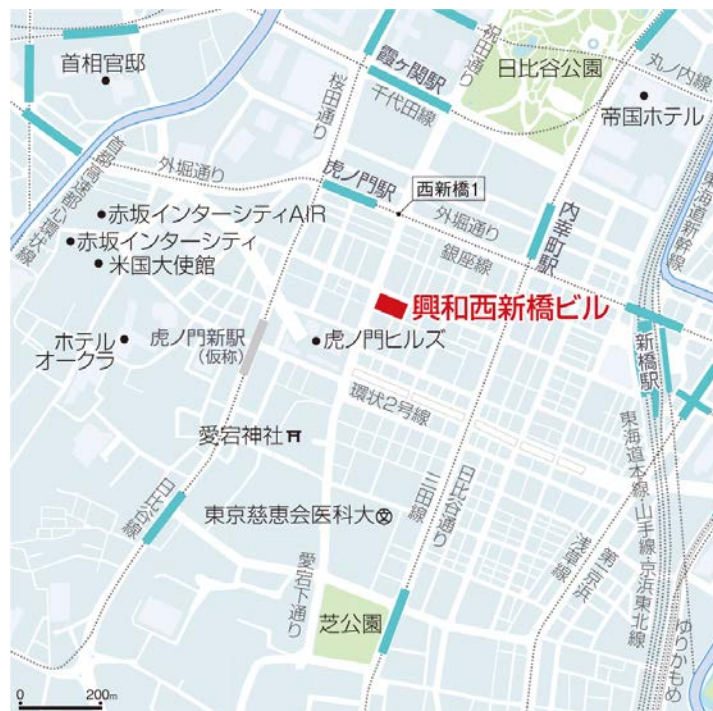 首相官邸
桜田通り
霞ヶ関駅
千代田線
祝田通り
日比谷公園
丸ノ内線
帝国ホテル
東海道新幹線
首都高速都心環状線
外堀通り
虎ノ門駅
西新橋1
外堀通り
銀座線
内幸町駅
赤坂インターシティAIR
赤坂インターシティ
米国大使館
興和西新橋ビル
ホテル
オークラ
虎ノ門新駅
(仮称)
虎ノ門ヒルズ
新橋駅
環状2号線
愛宕神社
日比谷線
東京慈恵会医科大
三田線
日比谷通り
浅草線
第一京浜
東海道本線・山手線・京浜東北線
ゆりかもめ
愛宕下通り
芝公園
0 200m